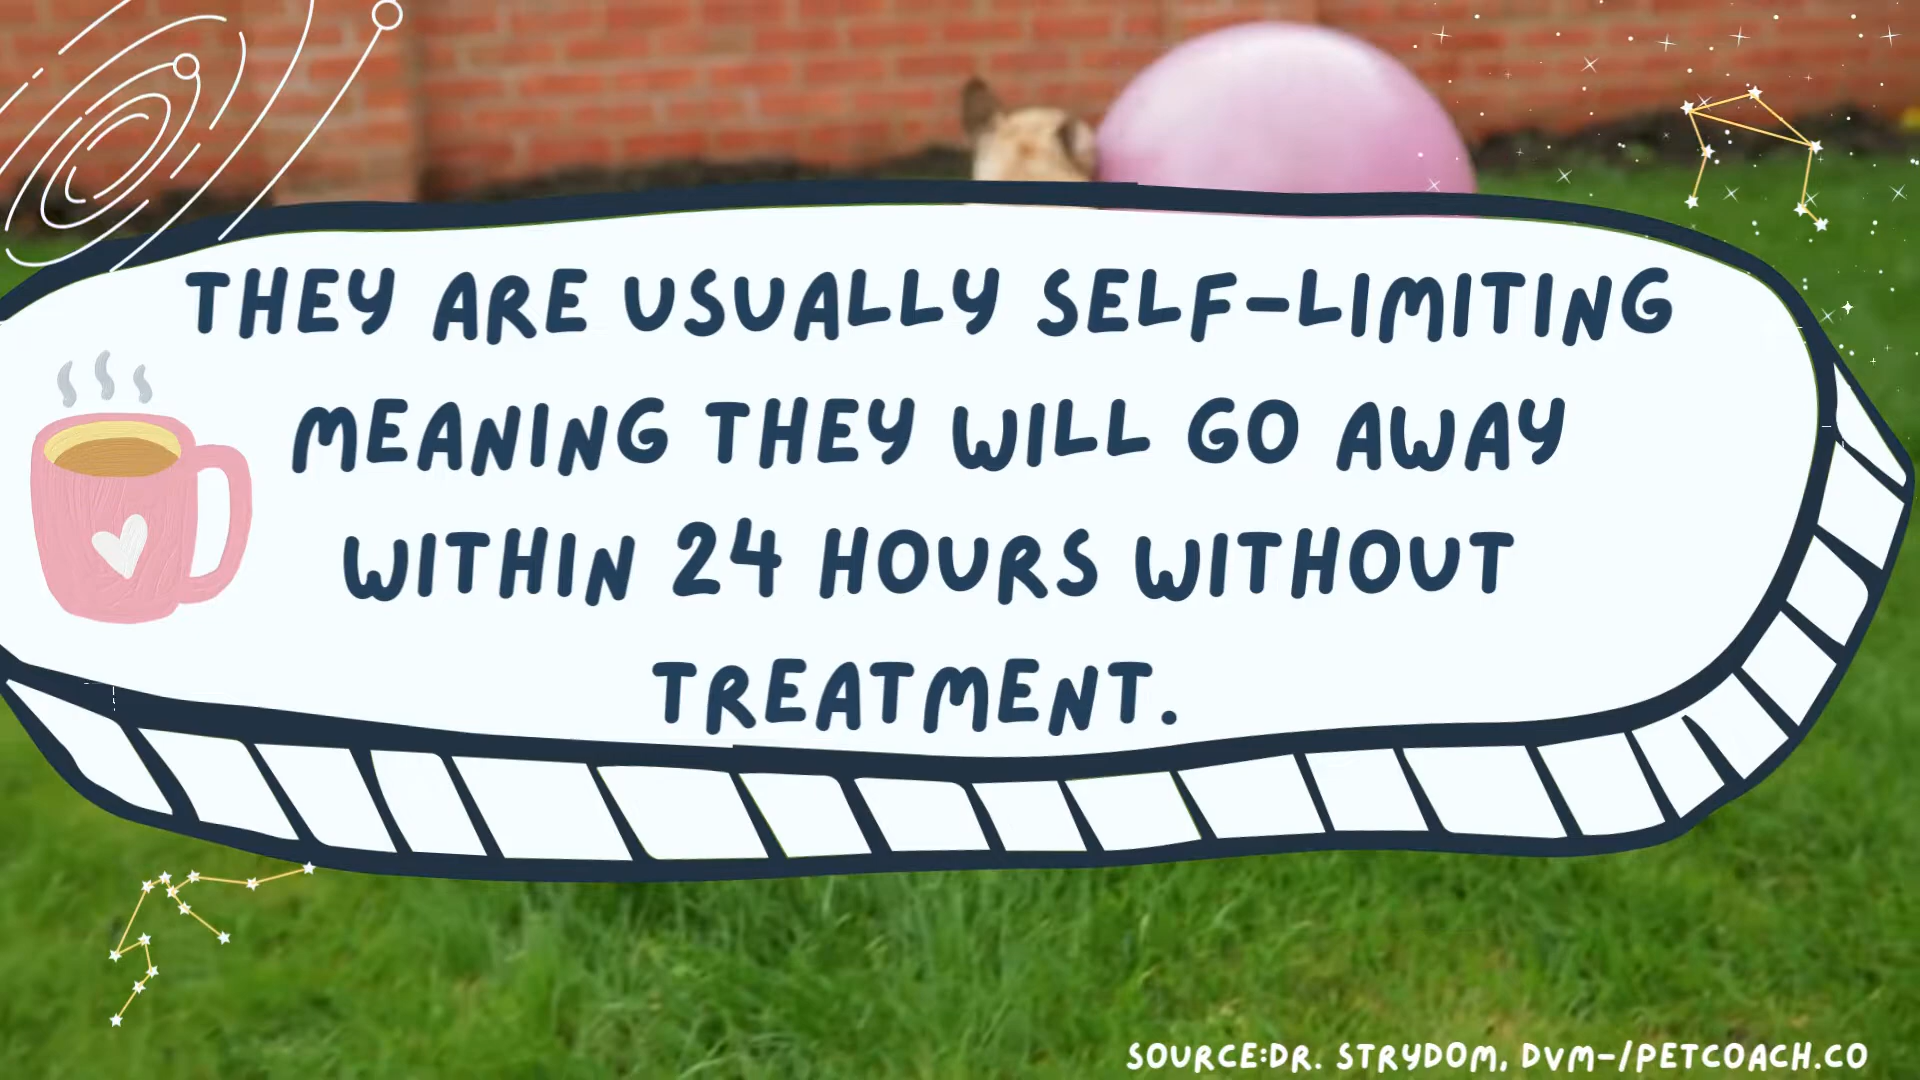 THEY ARE USUALLY SELF-LIMITING
MEANING THEY WILL GO AWAY
WITHIN 24 HOURS WITHOUT
TREATMENT.
SOURCE:DR. STRYDOM, DVM-/PETCOACH.CO